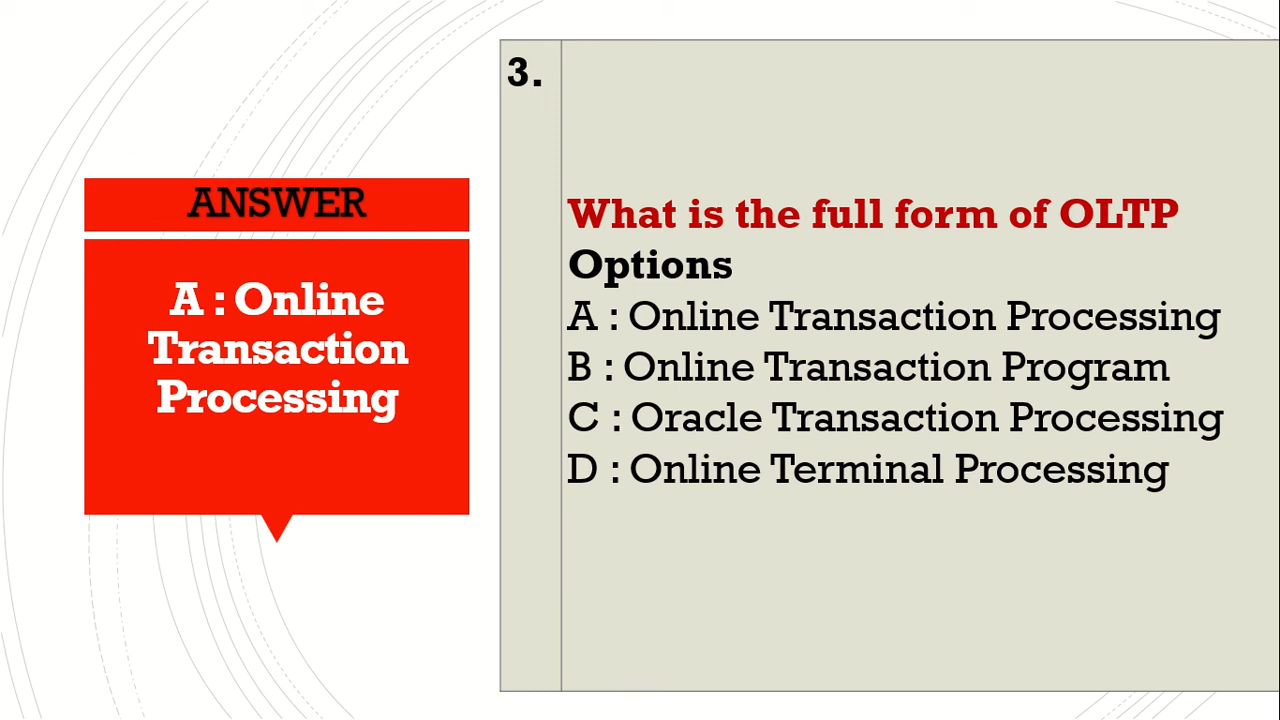 ANSWER
A : Online
Transaction
Processing
3.
What is the full form of OLTP
Options
A : Online Transaction Processing
B : Online Transaction Program
C : Oracle Transaction Processing
D : Online Terminal Processing